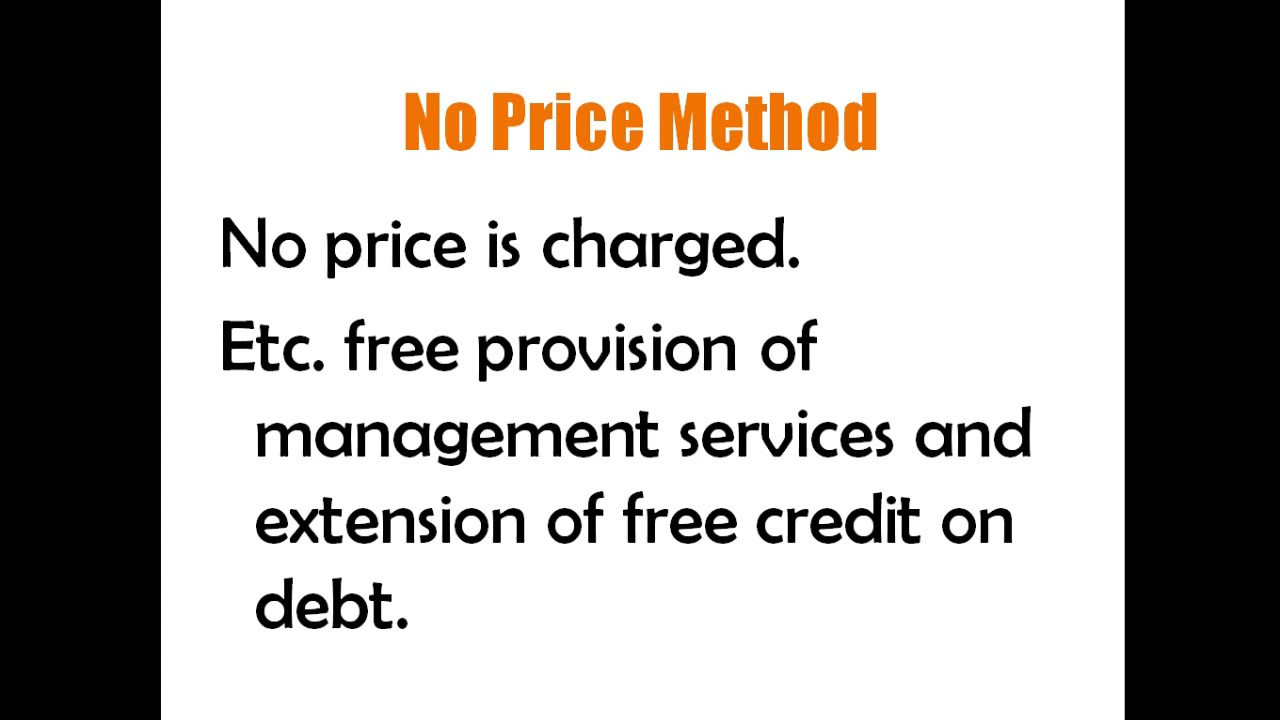 No Price Method
No price is charged.
Etc. free provision of
management services and
extension of free credit on
debt.